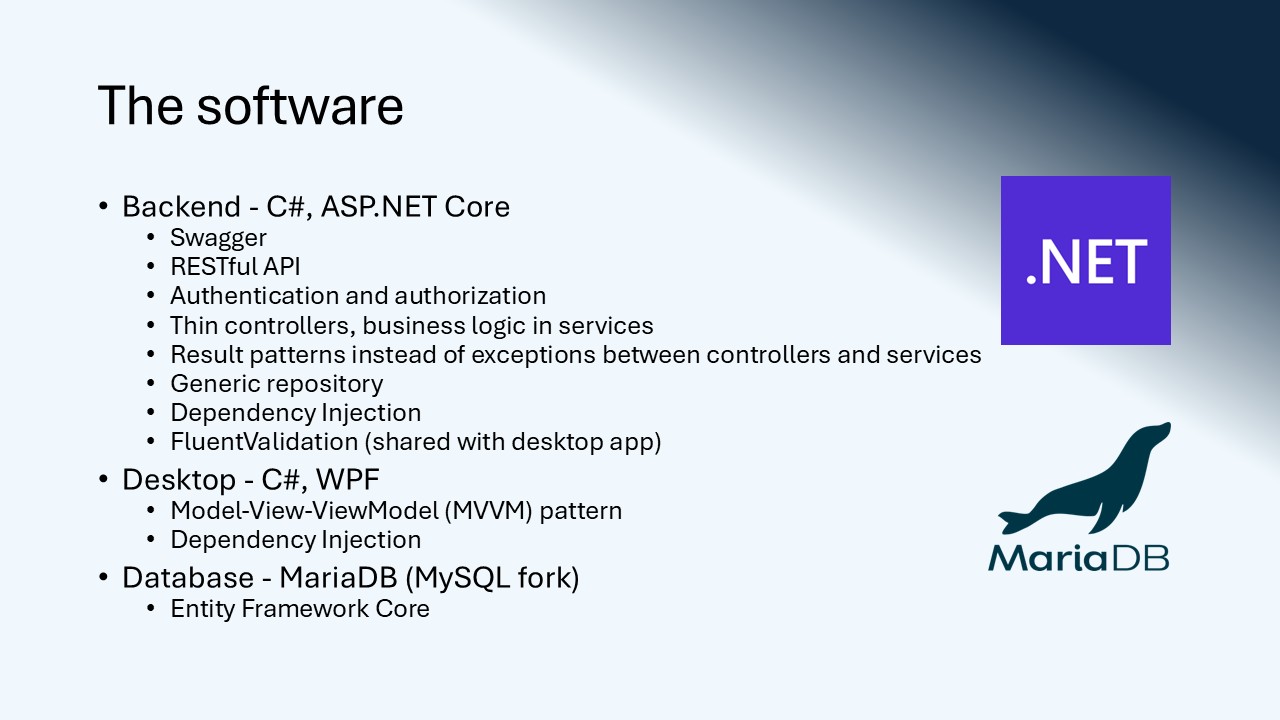 The software
• Backend - C#, ASP.NET Core
• Swagger
• RESTful API
• Authentication and authorization
• Thin controllers, business logic in services
• Result patterns instead of exceptions between controllers and services
• Generic repository
• Dependency Injection
• FluentValidation (shared with desktop app)
• Desktop - C#, WPF
• Model-View-ViewModel (MVVM) pattern
• Dependency Injection
• Database - MariaDB (MySQL fork)
• Entity Framework Core
.NET
MariaDB